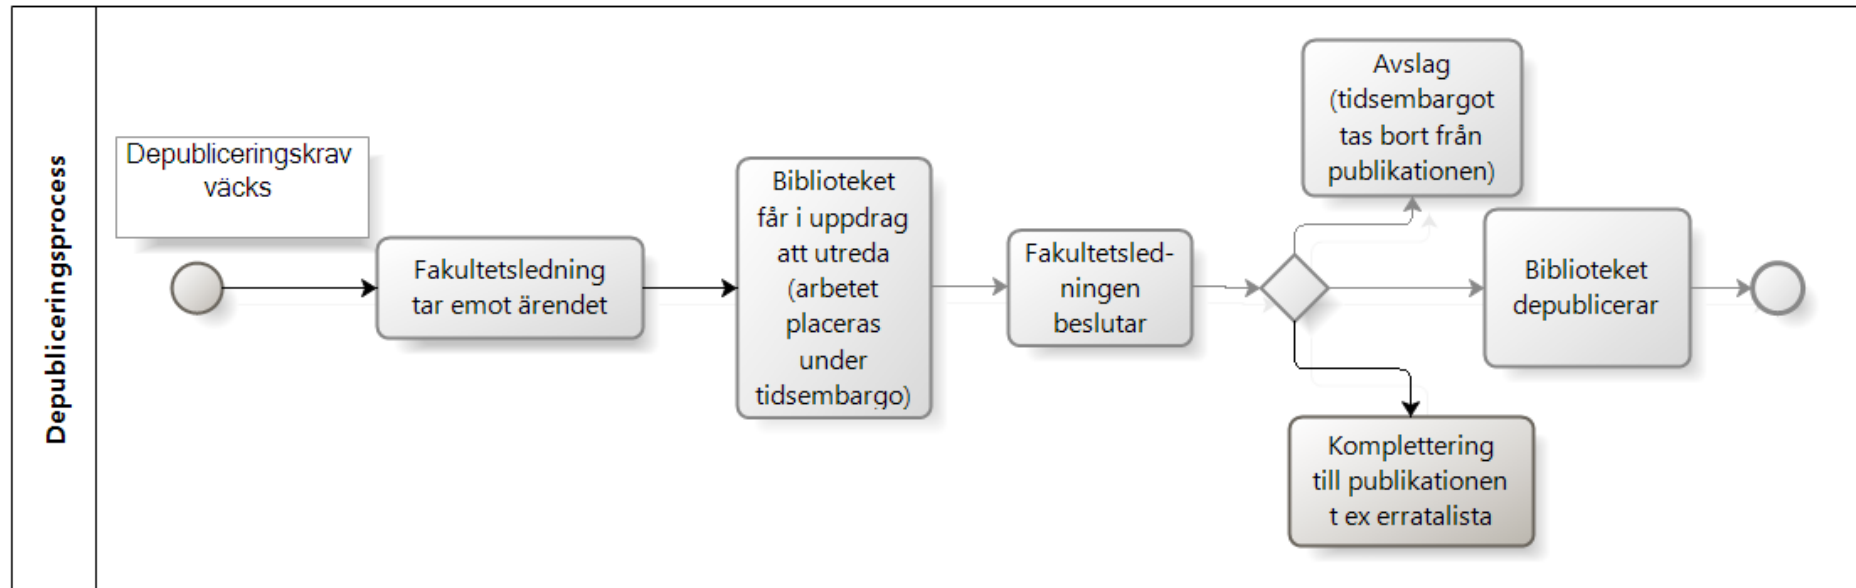 Depubliceringsprocess
Depubliceringskrav
väcks
Fakultetsledning
tar emot ärendet
Biblioteket
får i uppdrag
att utreda
(arbetet
placeras
under
tidsembargo)
Fakultetsled-
ningen
beslutar
Avslag
(tidsembargot
tas bort från
publikationen)
Biblioteket
depublicerar
Komplettering
till publikationen
t ex erratalista